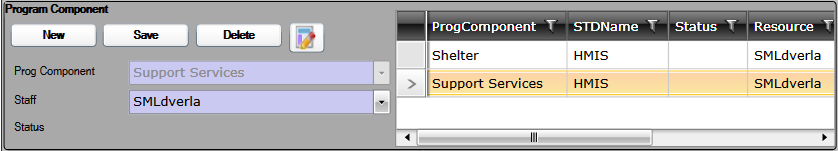 Program Component
New Save Delete
Prog Component Support Services
Staff SMLdverla
Status
ProgComponent STDName Status Resource
Shelter HMIS SMLdverla
Support Services HMIS SMLdverla